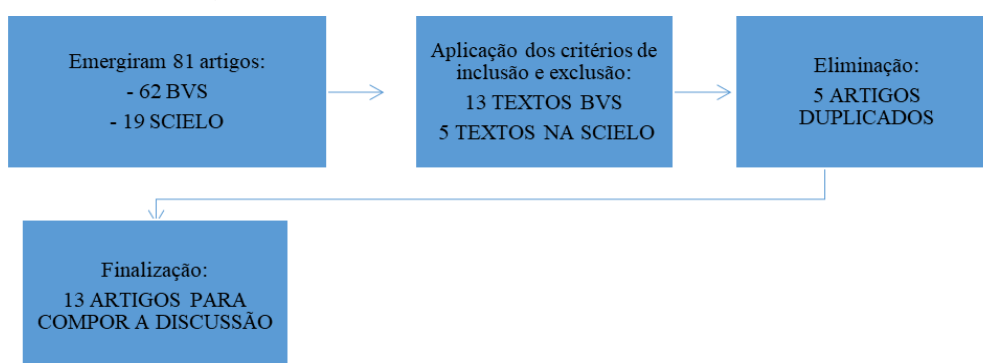 Emergiram 81 artigos:
- 62 BVS
- 19 SCIELO
Aplicação dos critérios de
inclusão e exclusão:
13 TEXTOS BVS
5 TEXTOS NA SCIELO
Eliminação:
5 ARTIGOS
DUPLICADOS
Finalização:
13 ARTIGOS PARA
COMPOR A DISCUSSÃO